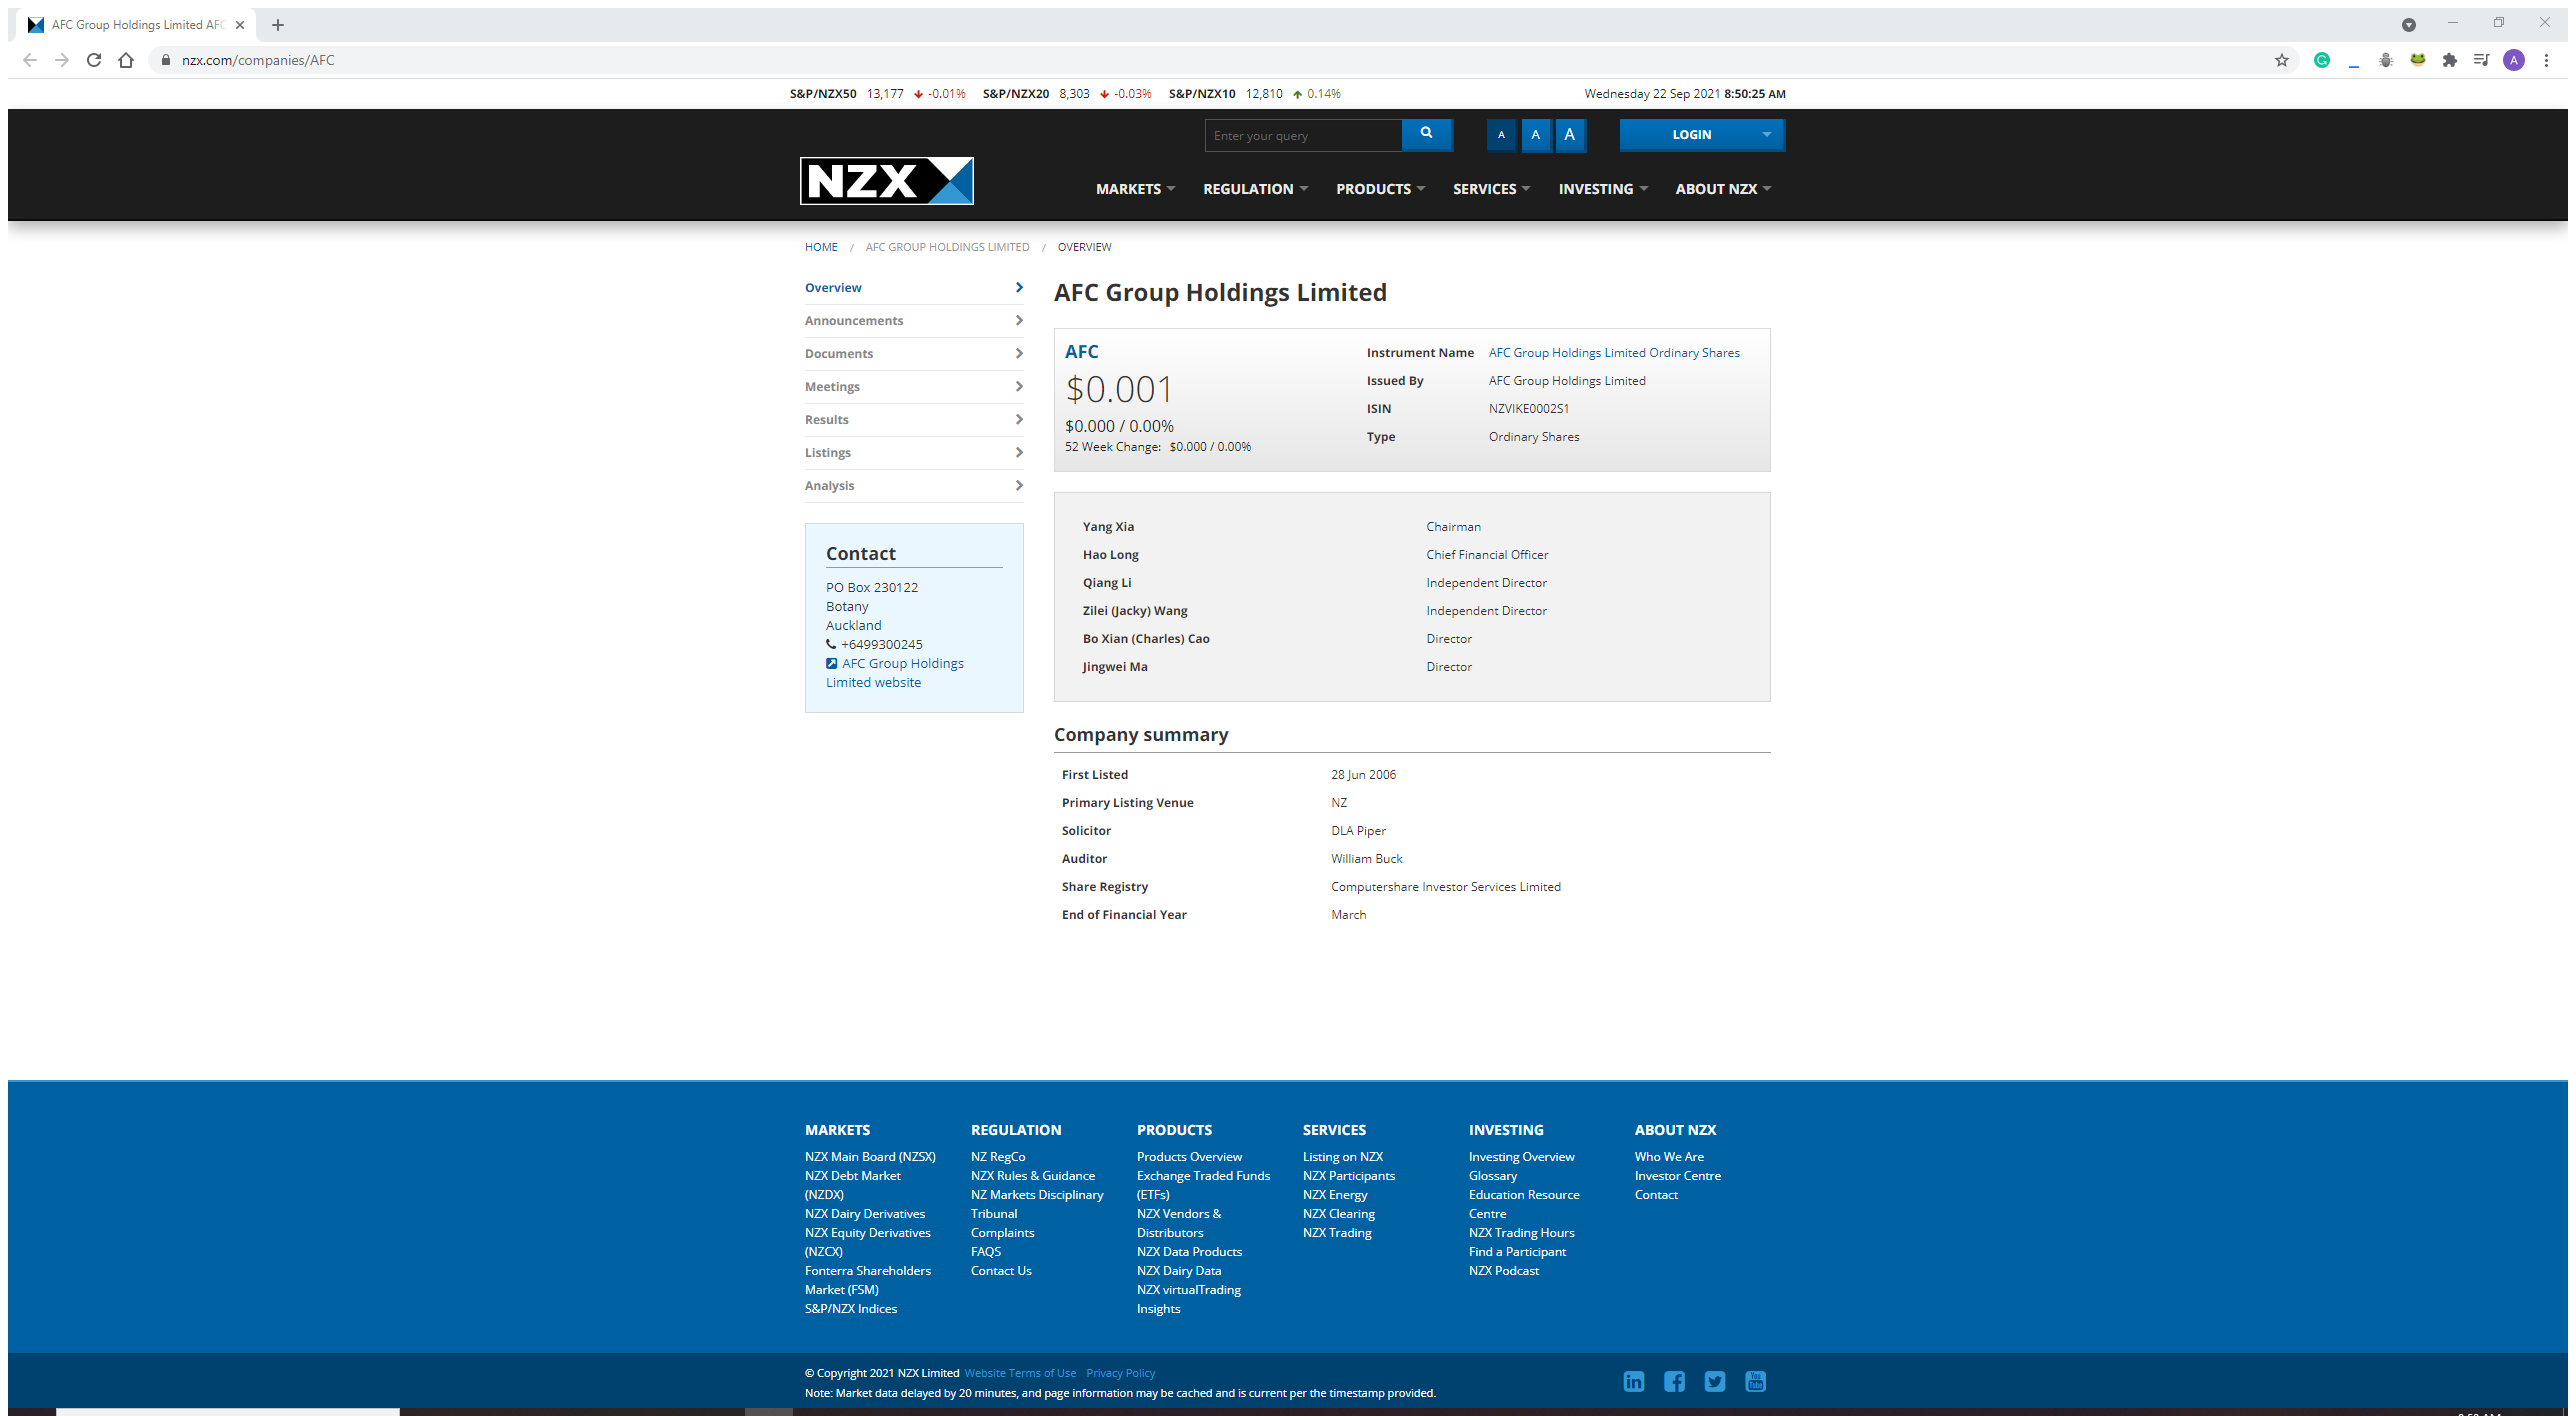 AFC Group Holdings Limited AFC
nzx.com/companies/AFC
A
S&P/NZX50 13,177 -0.01% S&P/NZX20 8,303 -0.03% S&P/NZX10 12,810 0.14% Wednesday 22 Sep 2021 8:50:25 AM
Enter your query A A A LOGIN
NZX MARKETS REGULATION PRODUCTS SERVICES INVESTING ABOUT NZX
HOME / AFC GROUP HOLDINGS LIMITED / OVERVIEW
Overview
Announcements
Documents
Meetings
Results
Listings
Analysis
Contact
PO Box 230122
Botany
Auckland
+6499300245
AFC Group Holdings
Limited website
AFC Group Holdings Limited
AFC
$0.001
$0.000 / 0.00%
52 Week Change: $0.000 / 0.00%
Instrument Name AFC Group Holdings Limited Ordinary Shares
Issued By AFC Group Holdings Limited
ISIN NZVIKE0002S1
Type Ordinary Shares
Yang Xia Chairman
Hao Long Chief Financial Officer
Qiang Li Independent Director
Zilei (Jacky) Wang Independent Director
Bo Xian (Charles) Cao Director
Jingwei Ma Director
Company summary
First Listed 28 Jun 2006
Primary Listing Venue NZ
Solicitor DLA Piper
Auditor William Buck
Share Registry Computershare Investor Services Limited
End of Financial Year March
MARKETS
NZX Main Board (NZSX)
NZX Debt Market
(NZDX)
NZX Dairy Derivatives
NZX Equity Derivatives
(NZCX)
Fonterra Shareholders
Market (FSM)
S&P/NZX Indices
REGULATION
NZ RegCo
NZX Rules & Guidance
NZ Markets Disciplinary
Tribunal
Complaints
FAQS
Contact Us
PRODUCTS
Products Overview
Exchange Traded Funds
(ETFs)
NZX Vendors &
Distributors
NZX Data Products
NZX Dairy Data
NZX virtualTrading
Insights
SERVICES
Listing on NZX
NZX Participants
NZX Energy
NZX Clearing
NZX Trading
INVESTING
Investing Overview
Glossary
Education Resource
Centre
NZX Trading Hours
Find a Participant
NZX Podcast
ABOUT NZX
Who We Are
Investor Centre
Contact
© Copyright 2021 NZX Limited Website Terms of Use Privacy Policy
Note: Market data delayed by 20 minutes, and page information may be cached and is current per the timestamp provided.